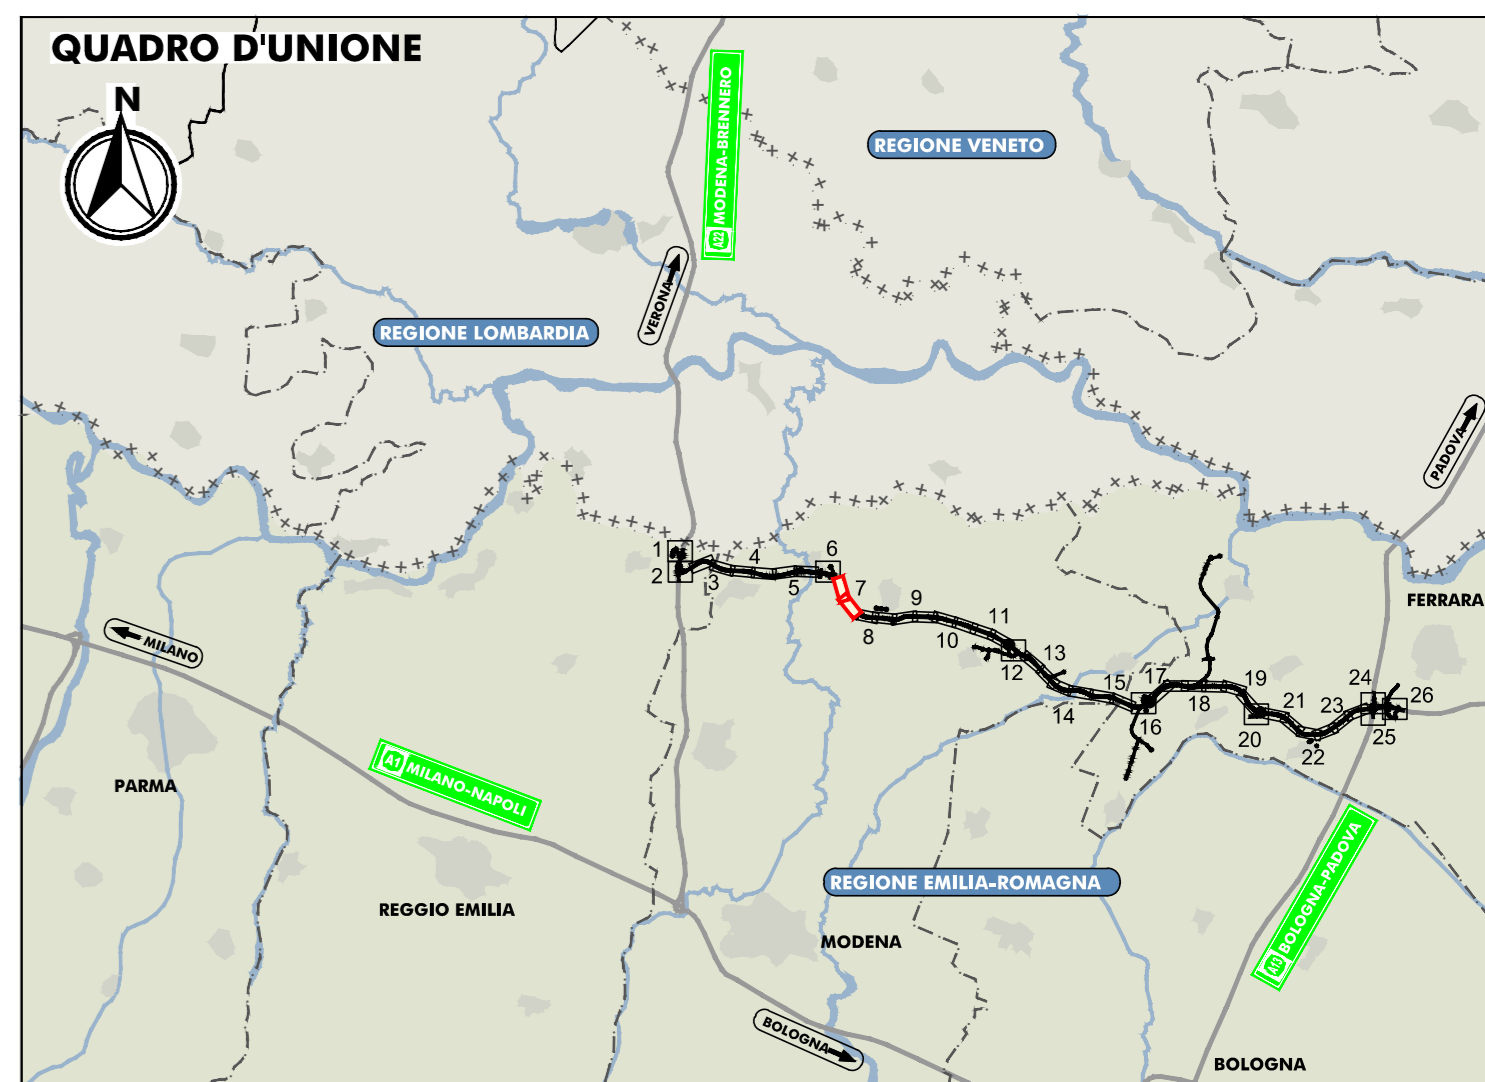 QUADRO D'UNIONE
N
A22 MODENA-BRENNERO
REGIONE VENETO
VERONA
REGIONE LOMBARDIA
PADOVA
1
2
3
4
5
6
7
8
9
10
11
12
13
14
15
16
17
18
19
20
21
22
23
24
25
26
FERRARA
MILANO
A1 MILANO-NAPOLI
PARMA
A13 BOLOGNA-PADOVA
REGIONE EMILIA-ROMAGNA
REGGIO EMILIA
MODENA
BOLOGNA
BOLOGNA